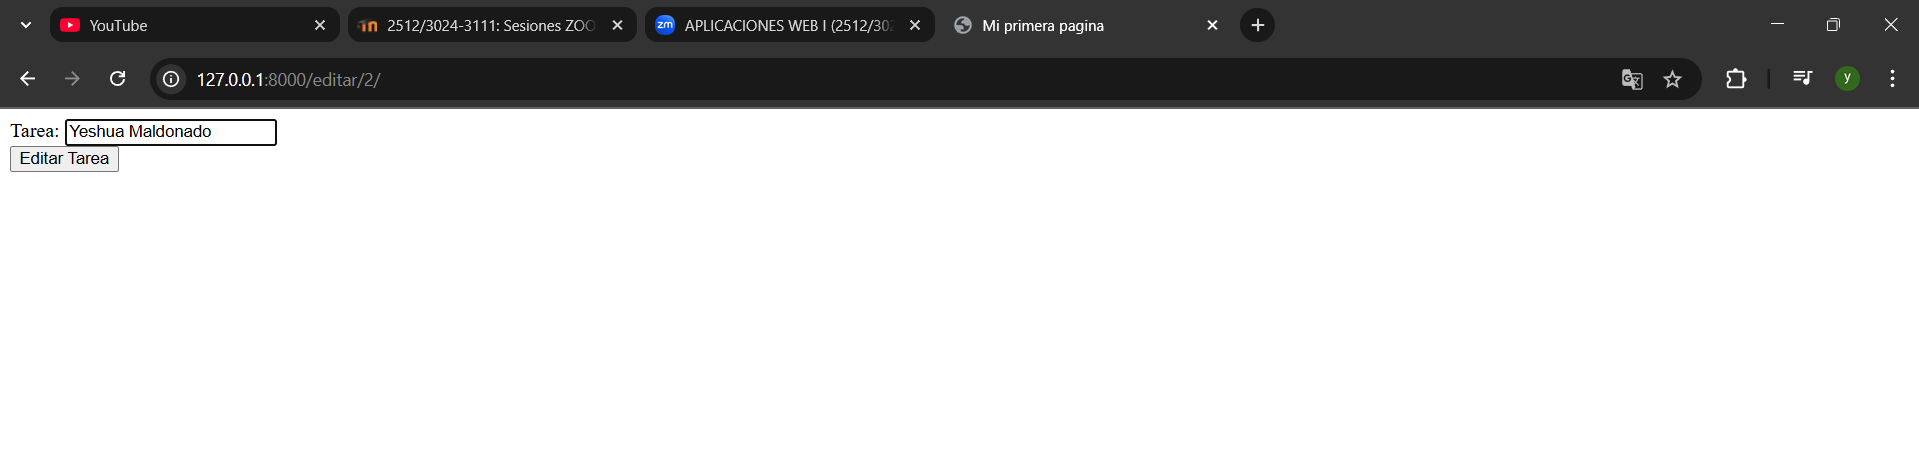 YouTube
2512/3024-3111: Sesiones ZOO
APLICACIONES WEB I (2512/302
Mi primera pagina
127.0.0.1:8000/editar/2/
y
Tarea: Yeshua Maldonado
Editar Tarea